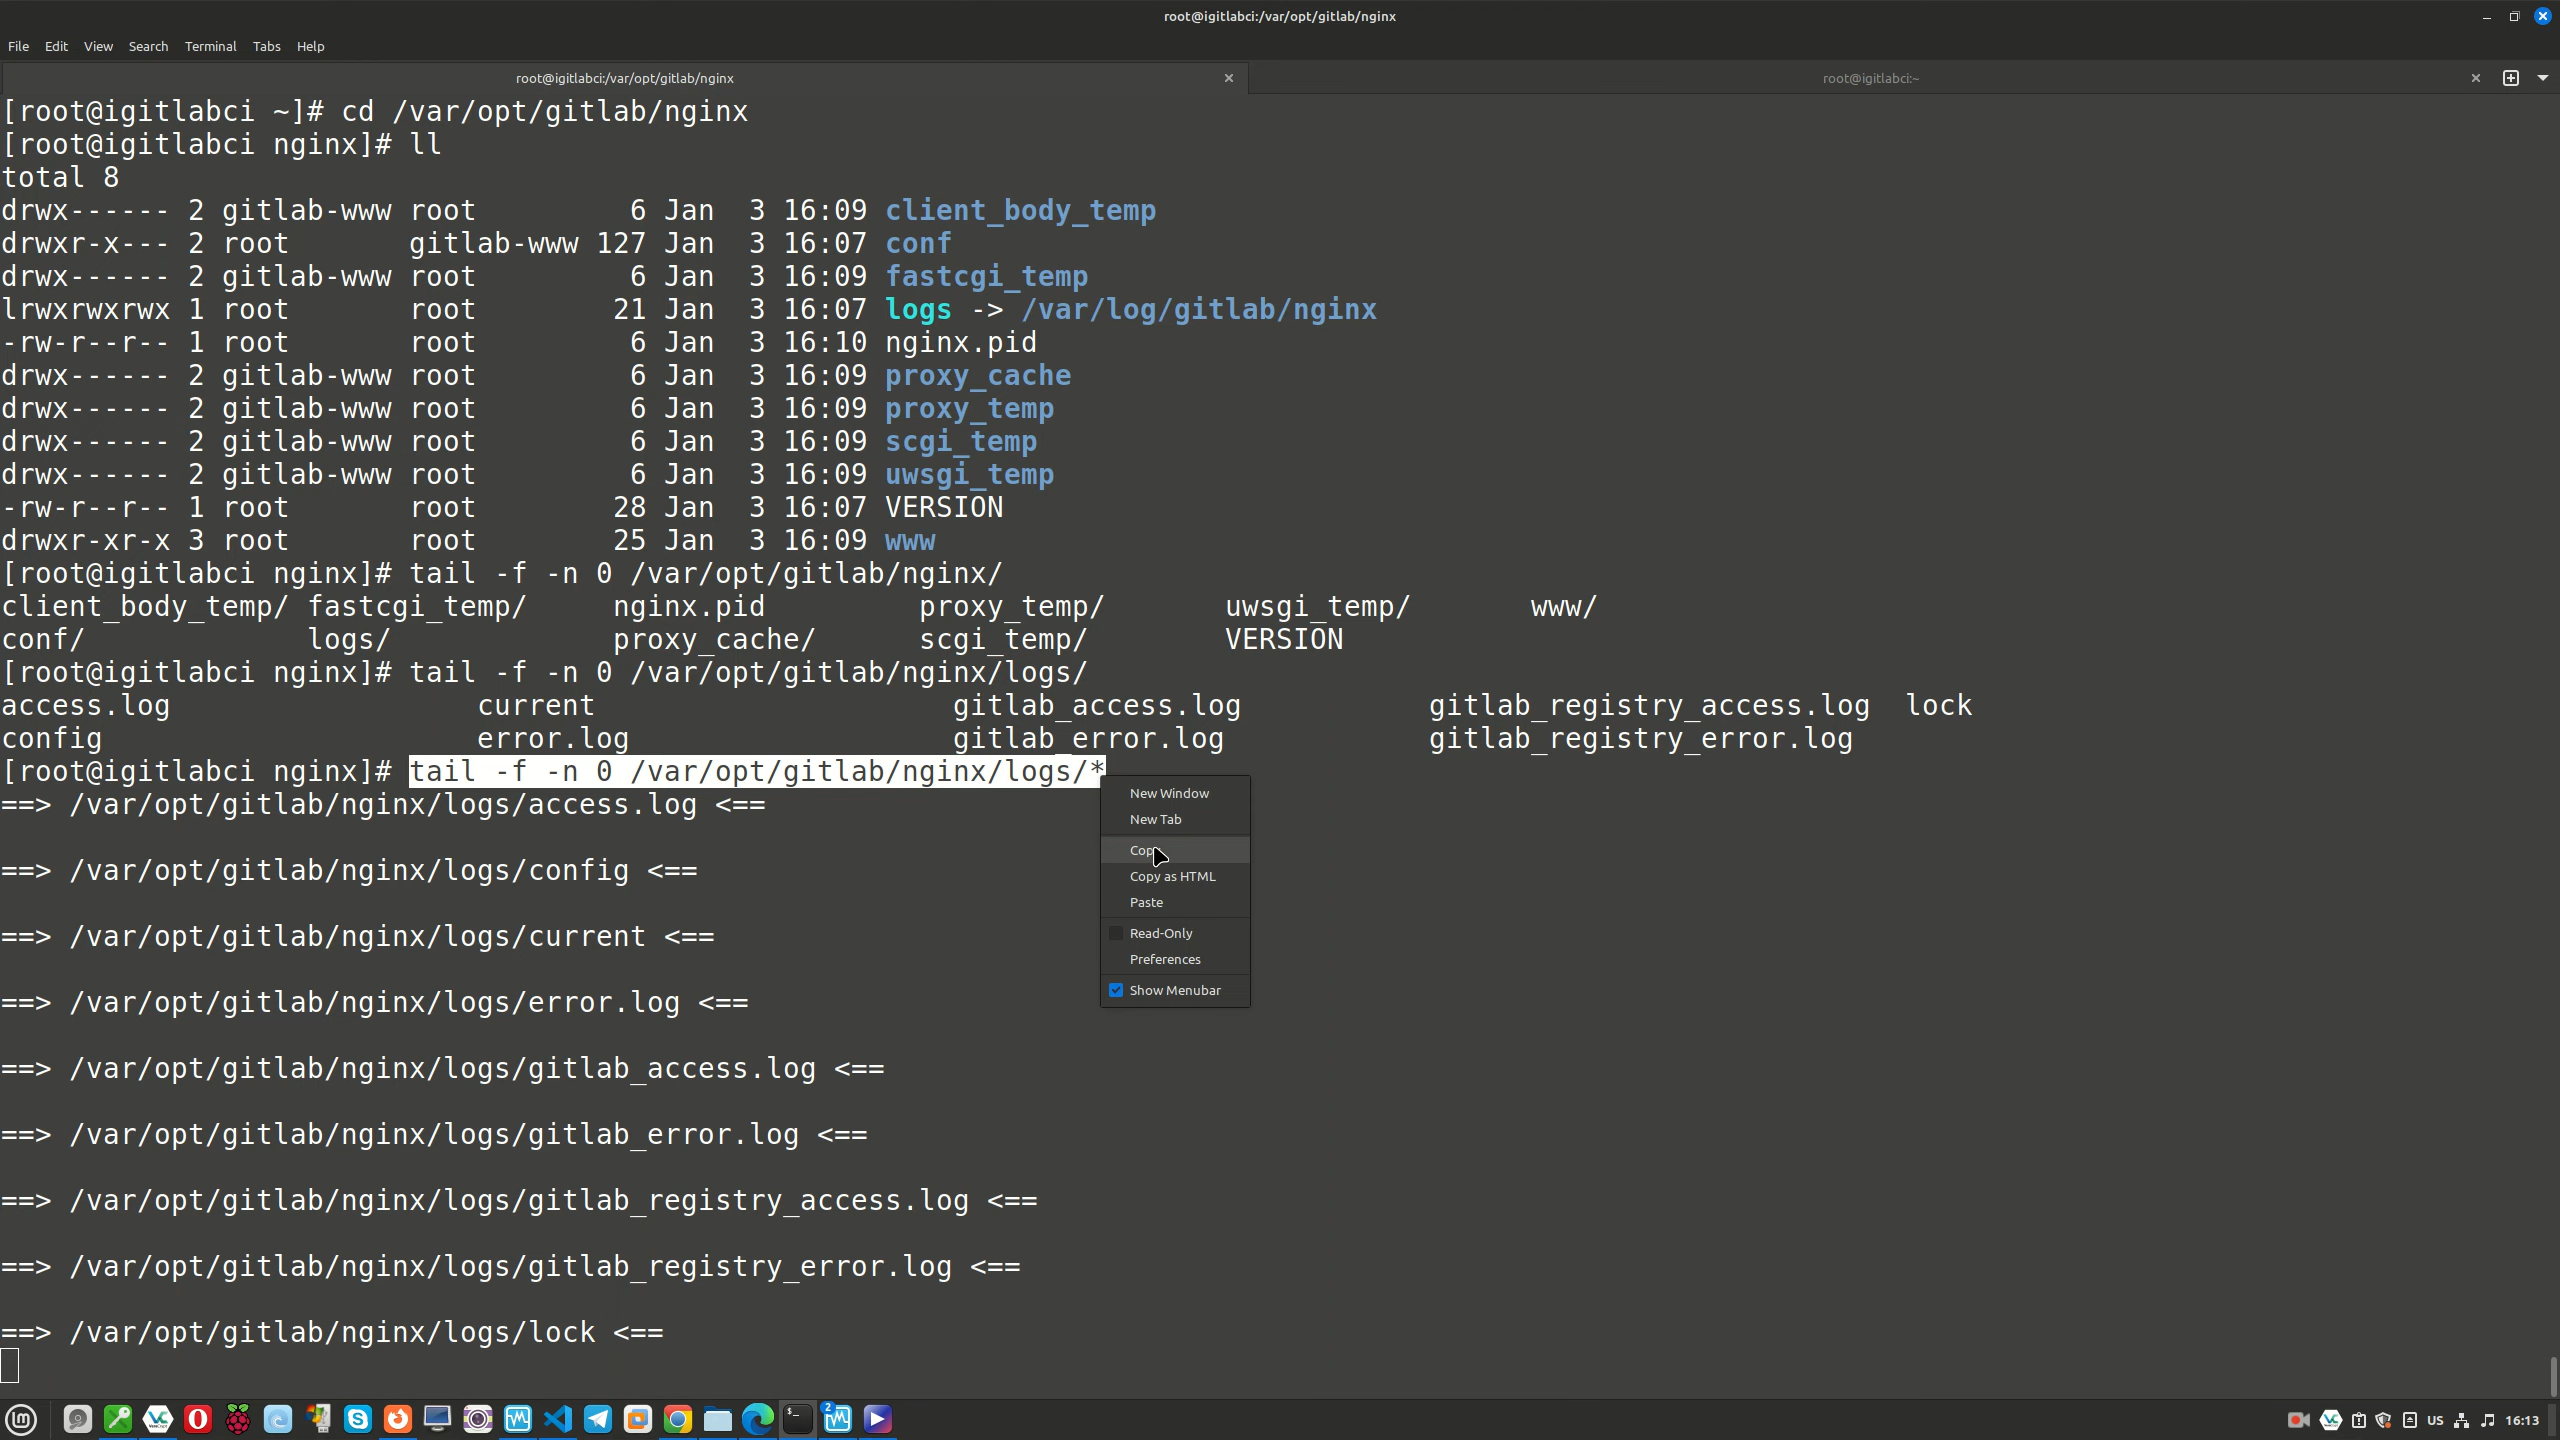 root@igitlabci:/var/opt/gitlab/nginx
File Edit View Search Terminal Tabs Help
root@igitlabci:/var/opt/gitlab/nginx root@igitlabci:~
[root@igitlabci ~]# cd /var/opt/gitlab/nginx
[root@igitlabci nginx]# ll
total 8
drwx------ 2 gitlab-www root         6 Jan  3 16:09 client_body_temp
drwxr-x--- 2 root       gitlab-www 127 Jan  3 16:07 conf
drwx------ 2 gitlab-www root         6 Jan  3 16:09 fastcgi_temp
lrwxrwxrwx 1 root       root        21 Jan  3 16:07 logs -> /var/log/gitlab/nginx
-rw-r--r-- 1 root       root         6 Jan  3 16:10 nginx.pid
drwx------ 2 gitlab-www root         6 Jan  3 16:09 proxy_cache
drwx------ 2 gitlab-www root         6 Jan  3 16:09 proxy_temp
drwx------ 2 gitlab-www root         6 Jan  3 16:09 scgi_temp
drwx------ 2 gitlab-www root         6 Jan  3 16:09 uwsgi_temp
-rw-r--r-- 1 root       root        28 Jan  3 16:07 VERSION
drwxr-xr-x 3 root       root        25 Jan  3 16:09 www
[root@igitlabci nginx]# tail -f -n 0 /var/opt/gitlab/nginx/
client_body_temp/ fastcgi_temp/     nginx.pid         proxy_temp/       uwsgi_temp/       www/
conf/             logs/             proxy_cache/      scgi_temp/        VERSION
[root@igitlabci nginx]# tail -f -n 0 /var/opt/gitlab/nginx/logs/
access.log                  current                     gitlab_access.log           gitlab_registry_access.log  lock
config                      error.log                   gitlab_error.log            gitlab_registry_error.log
[root@igitlabci nginx]# tail -f -n 0 /var/opt/gitlab/nginx/logs/*
==> /var/opt/gitlab/nginx/logs/access.log <==
==> /var/opt/gitlab/nginx/logs/config <==
==> /var/opt/gitlab/nginx/logs/current <==
==> /var/opt/gitlab/nginx/logs/error.log <==
==> /var/opt/gitlab/nginx/logs/gitlab_access.log <==
==> /var/opt/gitlab/nginx/logs/gitlab_error.log <==
==> /var/opt/gitlab/nginx/logs/gitlab_registry_access.log <==
==> /var/opt/gitlab/nginx/logs/gitlab_registry_error.log <==
==> /var/opt/gitlab/nginx/logs/lock <==
New Window
New Tab
Copy
Copy as HTML
Paste
Read-Only
Preferences
Show Menubar
2
US 16:13